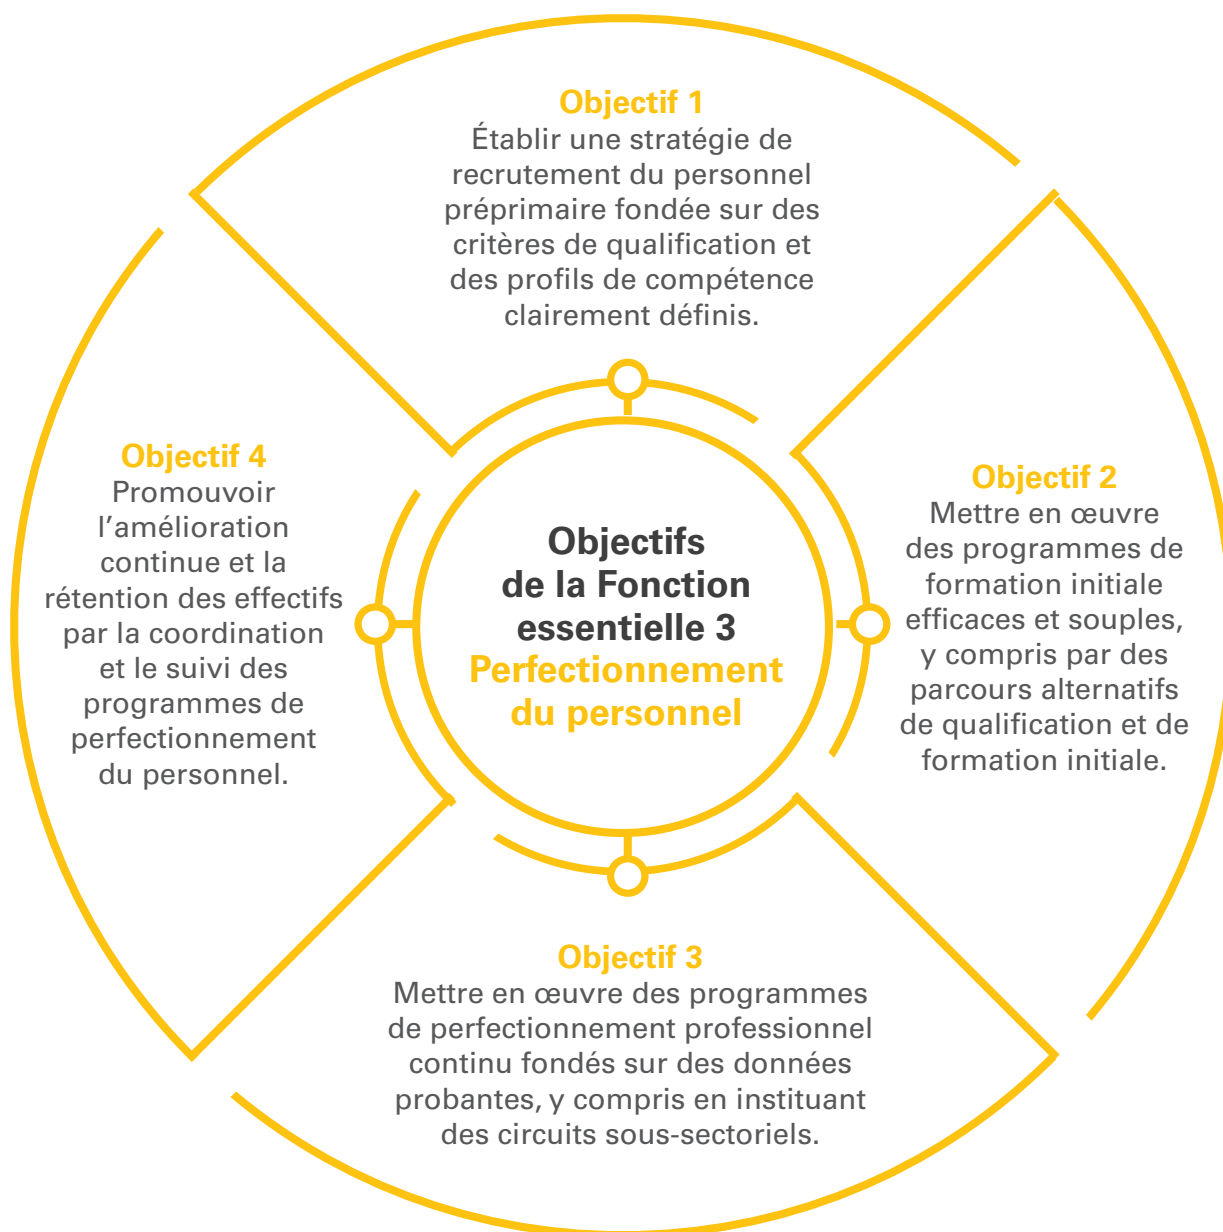 Objectif 1
Établir une stratégie de
recrutement du personnel
préprimaire fondée sur des
critères de qualification et
des profils de compétence
clairement définis.
Objectif 4
Promouvoir
l’amélioration
continue et la
rétention des effectifs
par la coordination
et le suivi des
programmes de
perfectionnement
du personnel.
Objectifs
de la Fonction
essentielle 3
Perfectionnement
du personnel
Objectif 2
Mettre en œuvre
des programmes de
formation initiale
efficaces et souples,
y compris par des
parcours alternatifs
de qualification et de
formation initiale.
Objectif 3
Mettre en œuvre des programmes
de perfectionnement professionnel
continu fondés sur des données
probantes, y compris en instituant
des circuits sous-sectoriels.